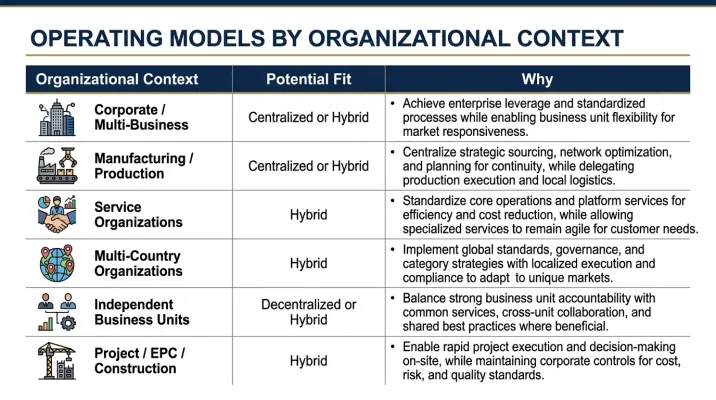 OPERATING MODELS BY ORGANIZATIONAL CONTEXT
Organizational Context Potential Fit Why
Corporate /
Multi-Business
Centralized or Hybrid
• Achieve enterprise leverage and standardized
processes while enabling business unit flexibility for
market responsiveness.
Manufacturing /
Production
Centralized or Hybrid
• Centralize strategic sourcing, network optimization,
and planning for continuity, while delegating
production execution and local logistics.
Service
Organizations
Hybrid
• Standardize core operations and platform services for
efficiency and cost reduction, while allowing
specialized services to remain agile for customer needs.
Multi-Country
Organizations
Hybrid
• Implement global standards, governance, and
category strategies with localized execution and
compliance to adapt to unique markets.
Independent
Business Units
Decentralized or
Hybrid
• Balance strong business unit accountability with
common services, cross-unit collaboration, and
shared best practices where beneficial.
Project / EPC /
Construction
Hybrid
• Enable rapid project execution and decision-making
on-site, while maintaining corporate controls for cost,
risk, and quality standards.